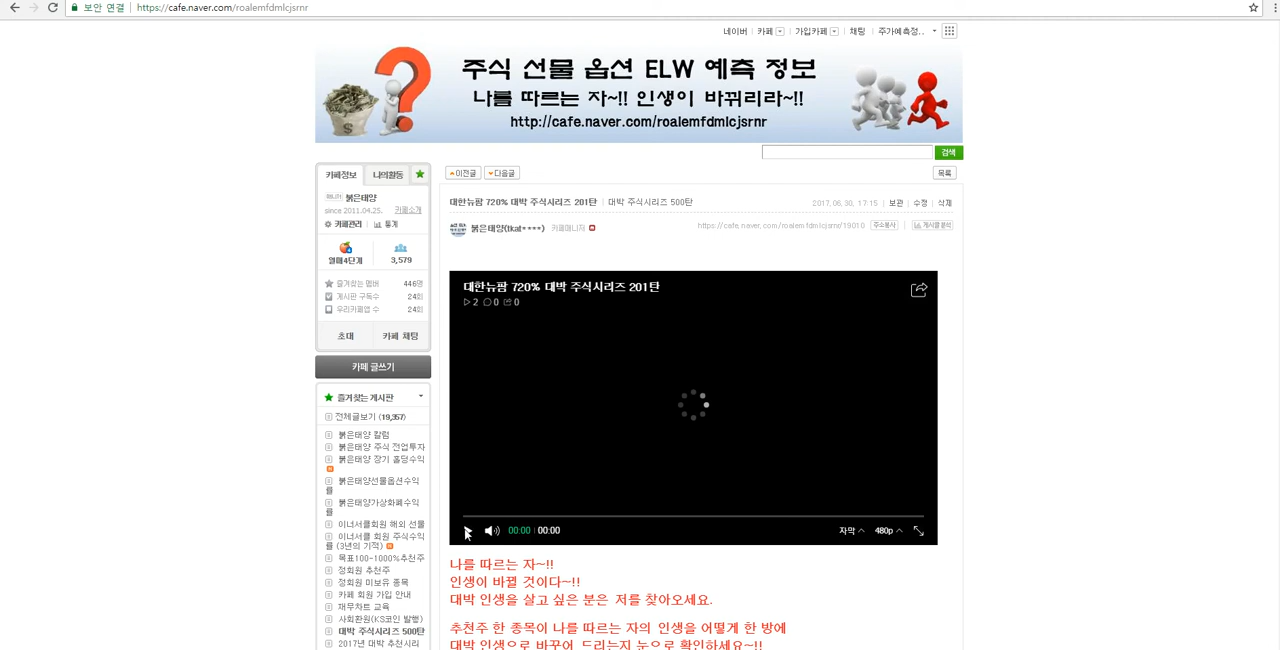 보안 연결 https://cafe.naver.com/roalemfdmlcjsrnr
네이버 카페 가입카페 채팅 주가예측정..
주식 선물 옵션 ELW 예측 정보
나를 따르는 자~!! 인생이 바뀌리라~!!
http://cafe.naver.com/roalemfdmlcjsrnr
검색
카페정보 나의활동
이전글 다음글 목록
매니저 붉은태양
since 2011.04.25. 카페소개
카페관리 통계
열매4단계 3,579
즐겨찾는 멤버 446명
게시판 구독수 24회
우리카페앱 수 24회
초대 카페 채팅
카페 글쓰기
즐겨찾는 게시판
전체글보기 (19,357)
붉은태양 칼럼
붉은태양 주식 전업투자
붉은태양 장기 홀딩수익
붉은태양선물옵션수익
률
붉은태양가상화폐수익
률
이너서클회원 해외 선물
이너서클 회원 주식수익
률 (3년의 기적)
목표100-1000%추천주
정회원 추천주
정회원 미보유 종목
카페 회원 가입 안내
재무차트 교육
사회환원(KS코인 발행)
대박 주식시리즈 500탄
2017년 대박 추천시리
대한뉴팜 720% 대박 주식시리즈 201탄 대박 주식시리즈 500탄
2017.06.30. 17:15 보관 수정 삭제
붉은태양(tkat****) 카페매니저
https://cafe.naver.com/roalemfdmlcjsrnr/19010 주소복사 게시글 분석
대한뉴팜 720% 대박 주식시리즈 201탄
2 0 0
00:00 00:00 자막 480p
나를 따르는 자~!!
인생이 바뀔 것이다~!!
대박 인생을 살고 싶은 분은 저를 찾아오세요.
추천주 한 종목이 나를 따르는 자의 인생을 어떻게 한 방에
대박 인생으로 바꾸어 드리는지 눈으로 확인하세요~!!